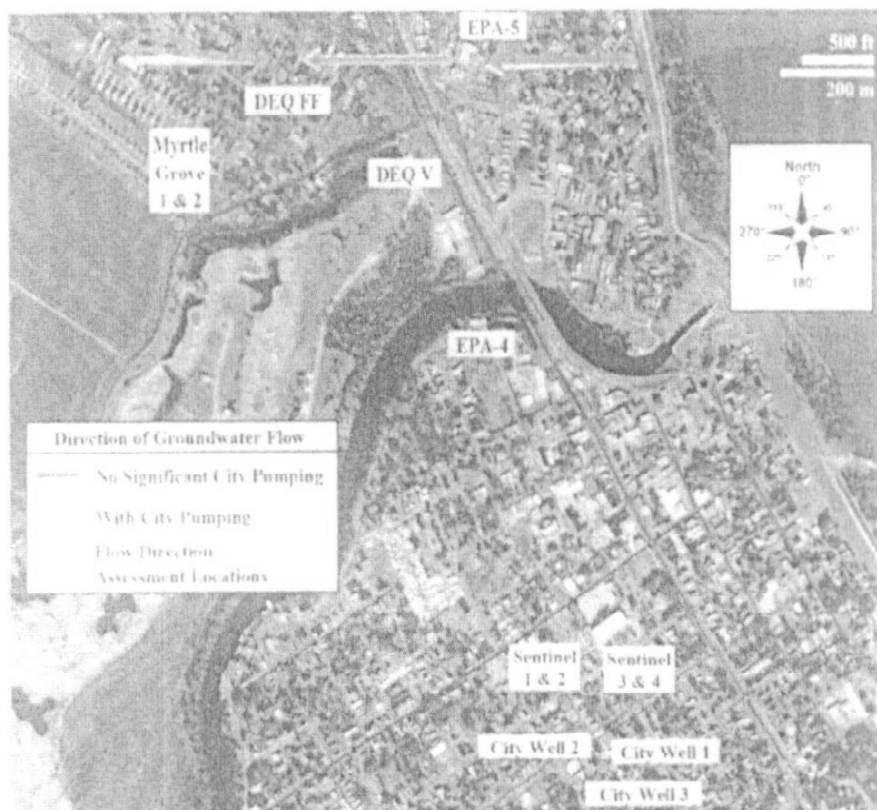 EPA-5
500 ft
200 m
DEQ FF
Myrtle
Grove
1 & 2
DEQ V
North
0°
270°
90°
180°
EPA-4
Direction of Groundwater Flow
No Significant City Pumping
With City Pumping
Flow Direction
Assessment Locations
Sentinel
1 & 2
Sentinel
3 & 4
City Well 2
City Well 1
City Well 3